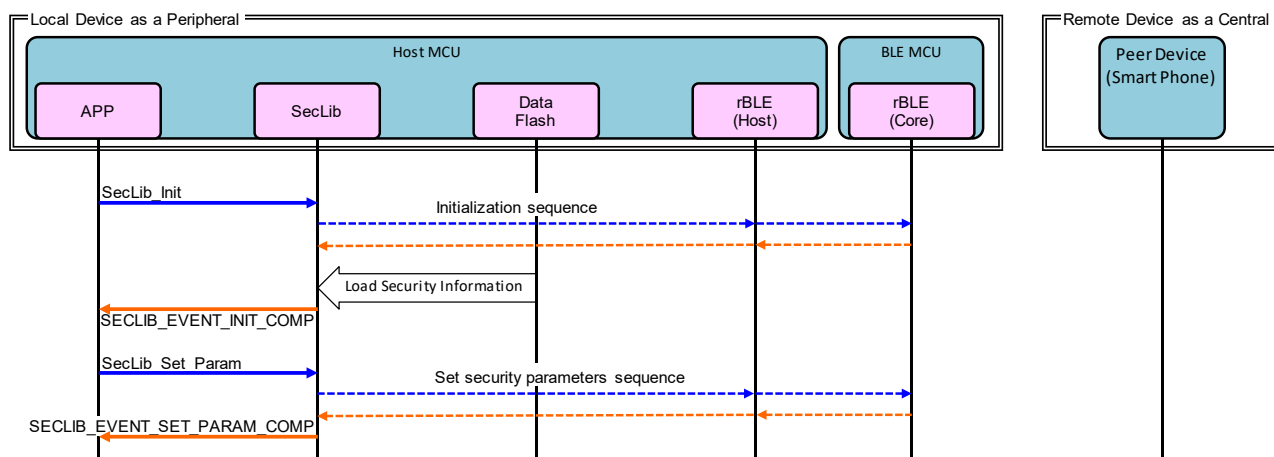 Local Device as a Peripheral
Remote Device as a Central
Host MCU
BLE MCU
Peer Device
(Smart Phone)
APP
SecLib
Data
Flash
rBLE
(Host)
rBLE
(Core)
SecLib_Init
Initialization sequence
Load Security Information
SECLIB_EVENT_INIT_COMP
SecLib_Set_Param
Set security parameters sequence
SECLIB_EVENT_SET_PARAM_COMP